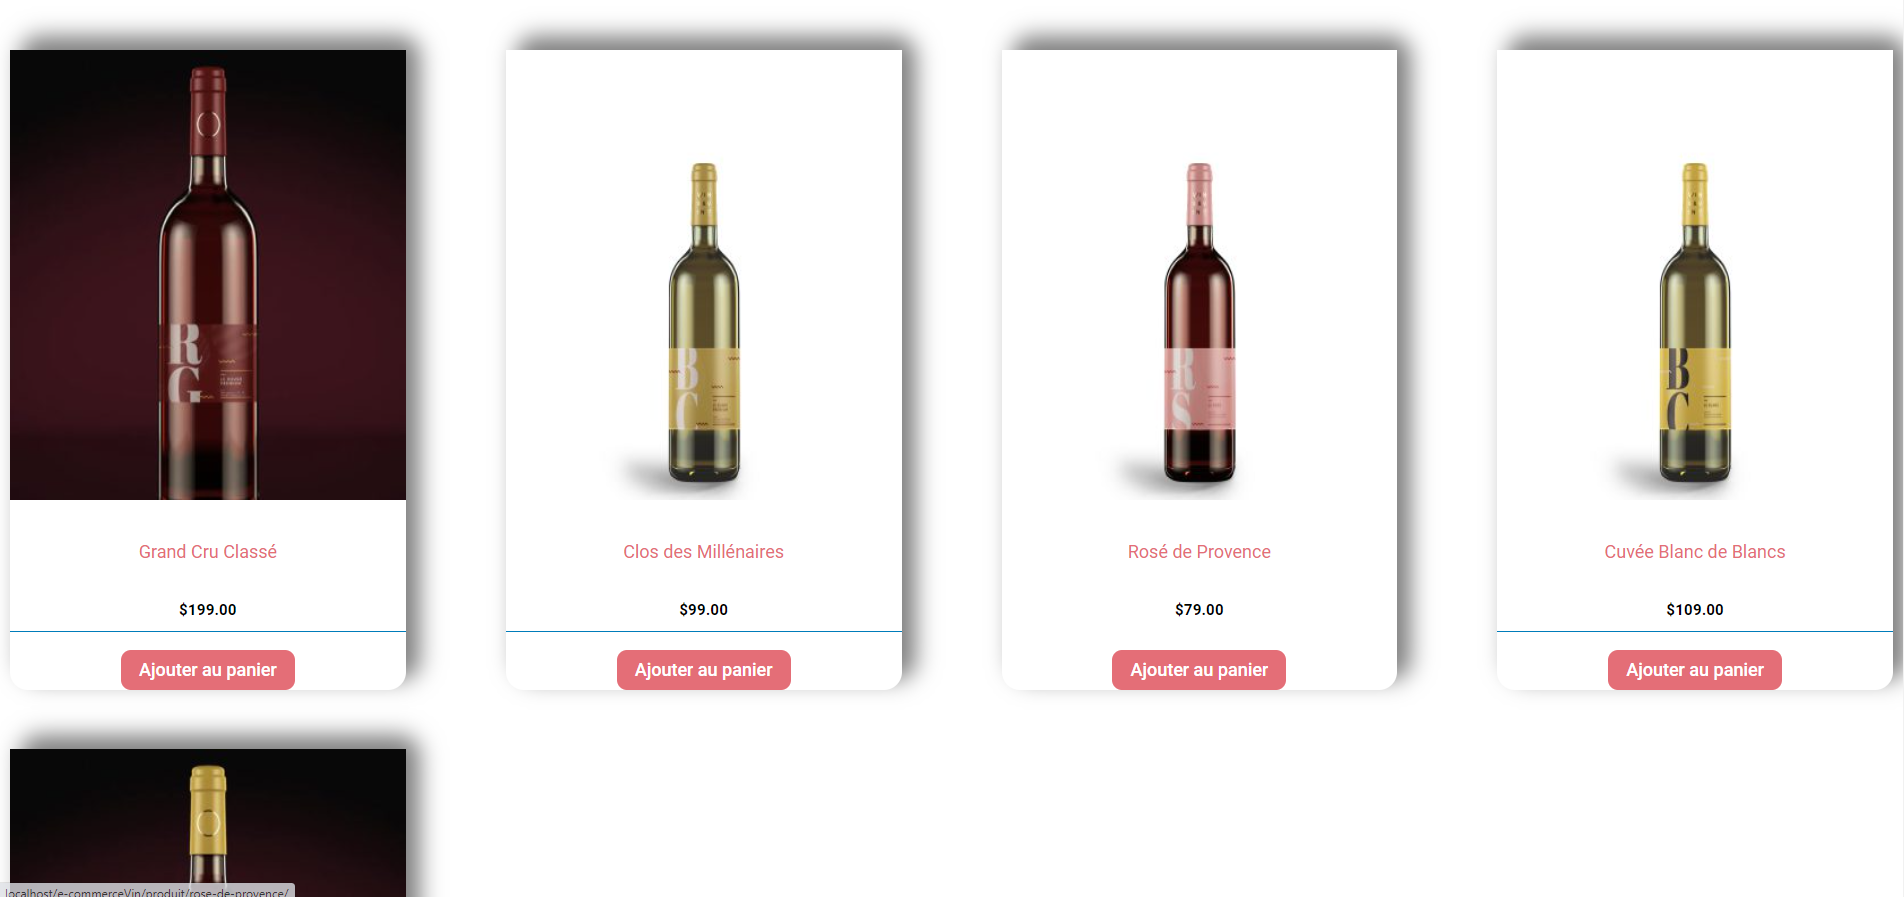 R
G
B
C
R
S
B
C
Grand Cru Classé
Clos des Millénaires
Rosé de Provence
Cuvée Blanc de Blancs
$199.00
$99.00
$79.00
$109.00
Ajouter au panier
Ajouter au panier
Ajouter au panier
Ajouter au panier
localhost/e-commerceVin/produit/rose-de-provence/